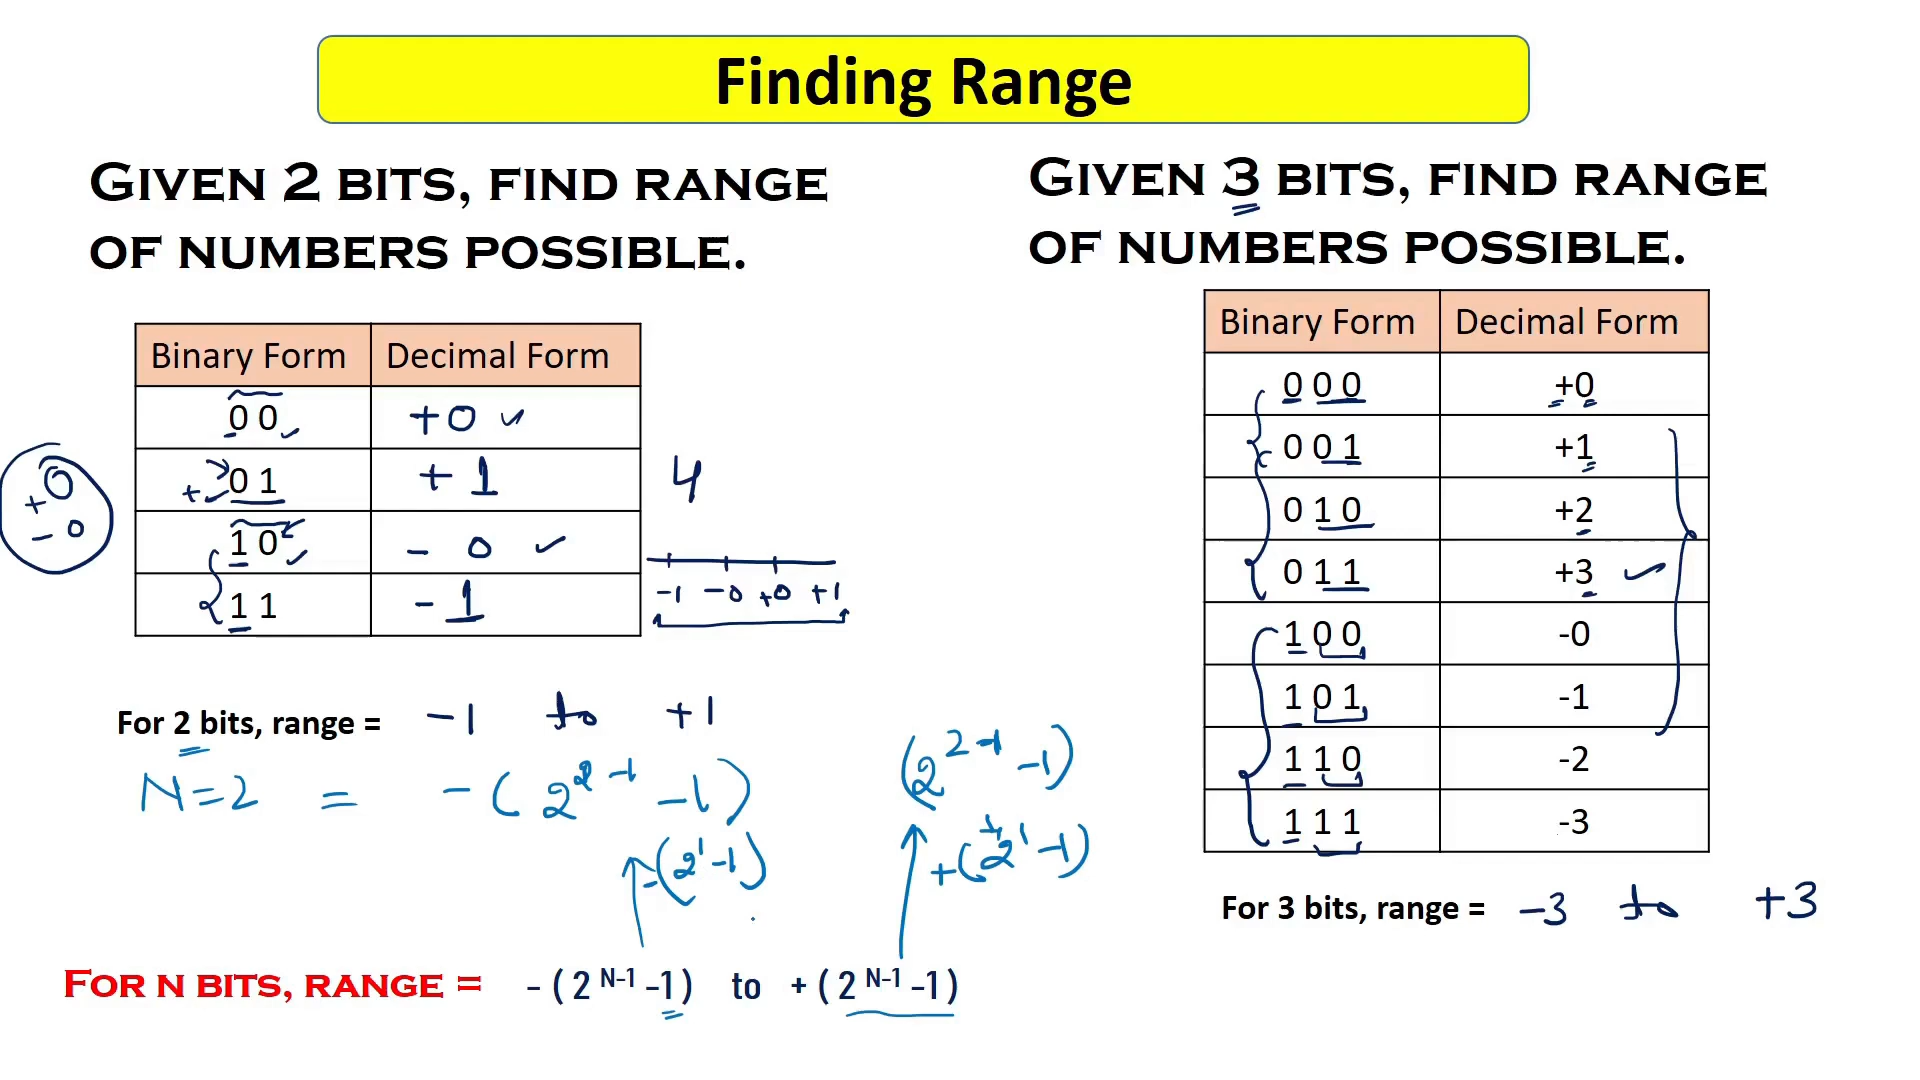 Finding Range
GIVEN 2 BITS, FIND RANGE
OF NUMBERS POSSIBLE.
Binary Form Decimal Form
0 0 +0
+ 0 1 + 1
1 0 - 0
1 1 - 1
+0
- 0
4
-1 -0 +0 +1
For 2 bits, range = -1 to +1
N=2 = -(2^2-1 -1) (2^2-1 -1)
-(2^1 -1) +(2^1 -1)
FOR N BITS, RANGE = - ( 2 ^N-1 -1) to + ( 2 ^N-1 -1)
GIVEN 3 BITS, FIND RANGE
OF NUMBERS POSSIBLE.
Binary Form Decimal Form
0 0 0 +0
0 0 1 +1
0 1 0 +2
0 1 1 +3
1 0 0 -0
1 0 1 -1
1 1 0 -2
1 1 1 -3
For 3 bits, range = -3 to +3